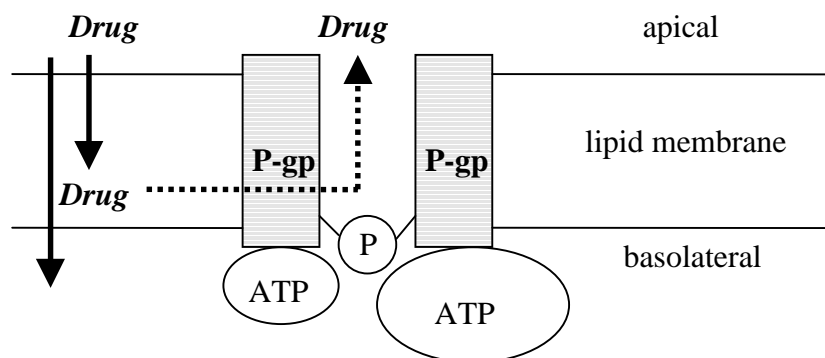 Drug Drug apical
P-gp P-gp lipid membrane
Drug
P basolateral
ATP ATP